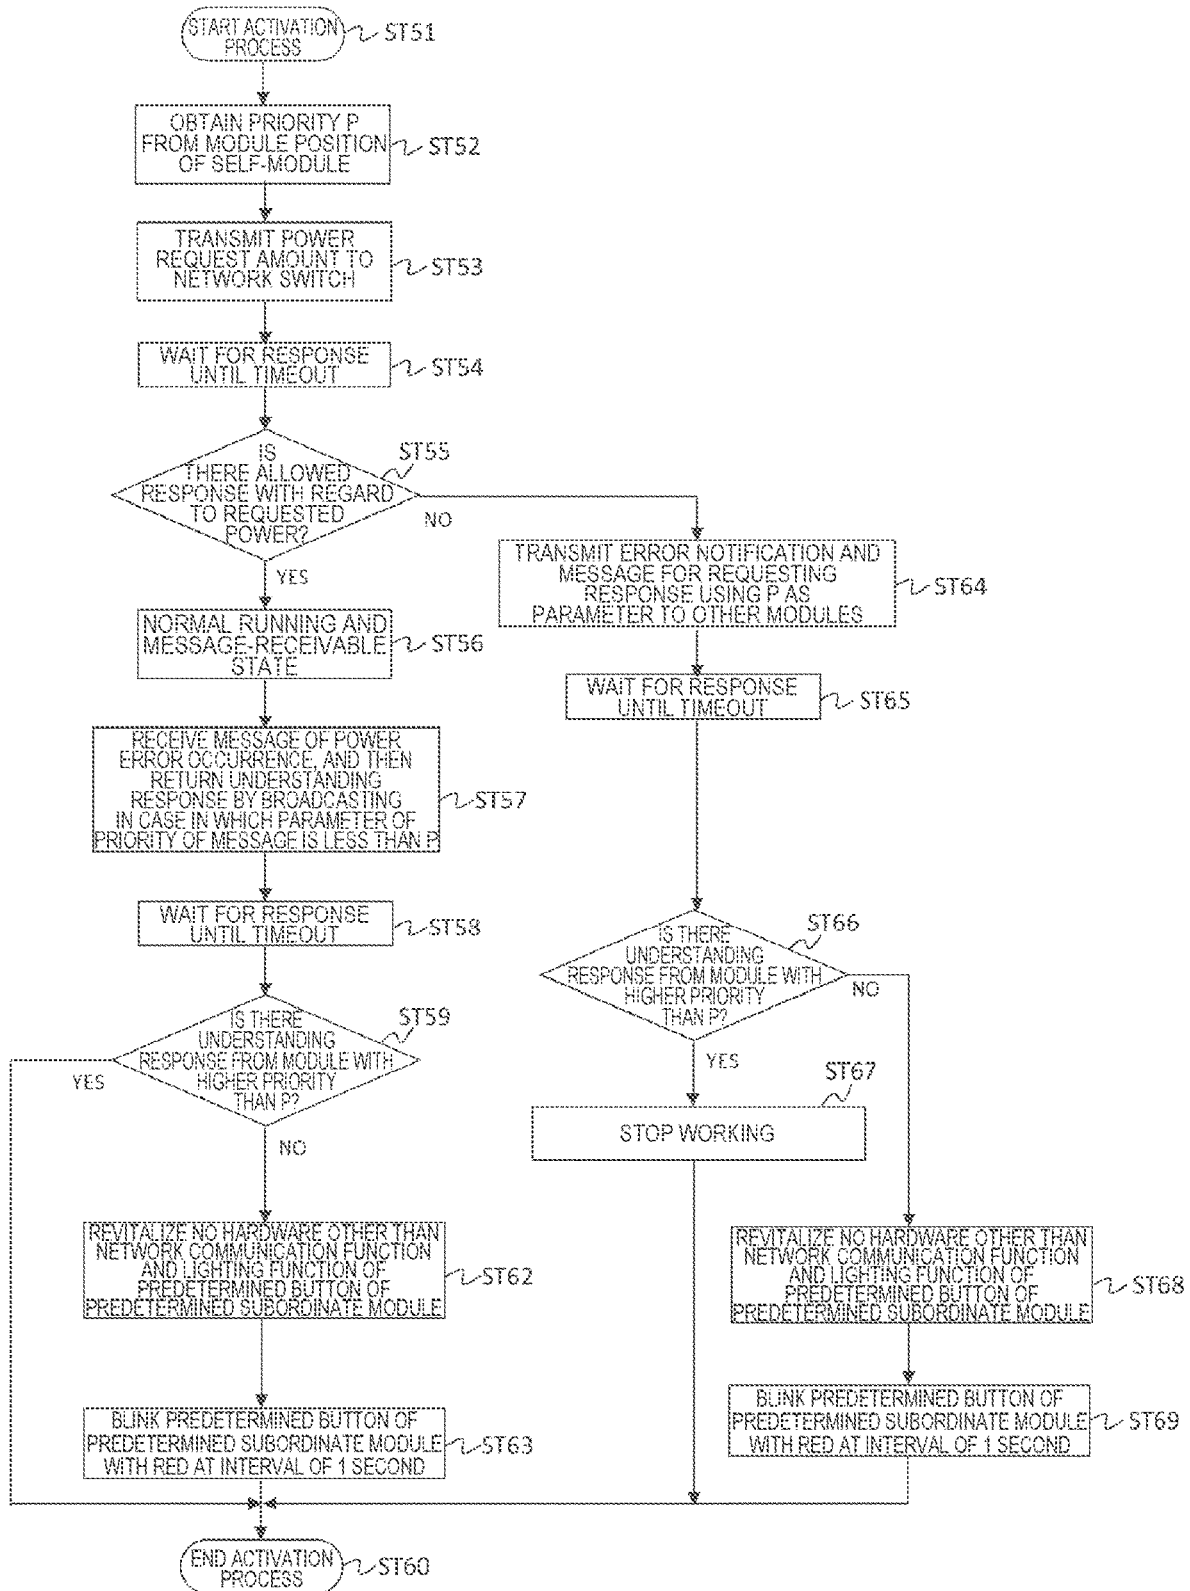 START ACTIVATION
PROCESS
ST51
OBTAIN PRIORITY P
FROM MODULE POSITION
OF SELF-MODULE
ST52
TRANSMIT POWER
REQUEST AMOUNT TO
NETWORK SWITCH
ST53
WAIT FOR RESPONSE
UNTIL TIMEOUT
ST54
IS
THERE ALLOWED
RESPONSE WITH REGARD
TO REQUESTED
POWER?
ST55
NO
YES
NORMAL RUNNING AND
MESSAGE-RECEIVABLE
STATE
ST56
RECEIVE MESSAGE OF POWER
ERROR OCCURRENCE, AND THEN
RETURN UNDERSTANDING
RESPONSE BY BROADCASTING
IN CASE IN WHICH PARAMETER OF
PRIORITY OF MESSAGE IS LESS THAN P
ST57
WAIT FOR RESPONSE
UNTIL TIMEOUT
ST58
IS THERE
UNDERSTANDING
RESPONSE FROM MODULE WITH
HIGHER PRIORITY
THAN P?
ST59
YES
NO
REVITALIZE NO HARDWARE OTHER THAN
NETWORK COMMUNICATION FUNCTION
AND LIGHTING FUNCTION OF
PREDETERMINED BUTTON OF
PREDETERMINED SUBORDINATE MODULE
ST62
BLINK PREDETERMINED BUTTON OF
PREDETERMINED SUBORDINATE MODULE
WITH RED AT INTERVAL OF 1 SECOND
ST63
END ACTIVATION
PROCESS
ST60
TRANSMIT ERROR NOTIFICATION AND
MESSAGE FOR REQUESTING
RESPONSE USING P AS
PARAMETER TO OTHER MODULES
ST64
WAIT FOR RESPONSE
UNTIL TIMEOUT
ST65
IS THERE
UNDERSTANDING
RESPONSE FROM MODULE WITH
HIGHER PRIORITY
THAN P?
ST66
NO
YES
STOP WORKING
ST67
REVITALIZE NO HARDWARE OTHER THAN
NETWORK COMMUNICATION FUNCTION
AND LIGHTING FUNCTION OF
PREDETERMINED BUTTON OF
PREDETERMINED SUBORDINATE MODULE
ST68
BLINK PREDETERMINED BUTTON OF
PREDETERMINED SUBORDINATE MODULE
WITH RED AT INTERVAL OF 1 SECOND
ST69